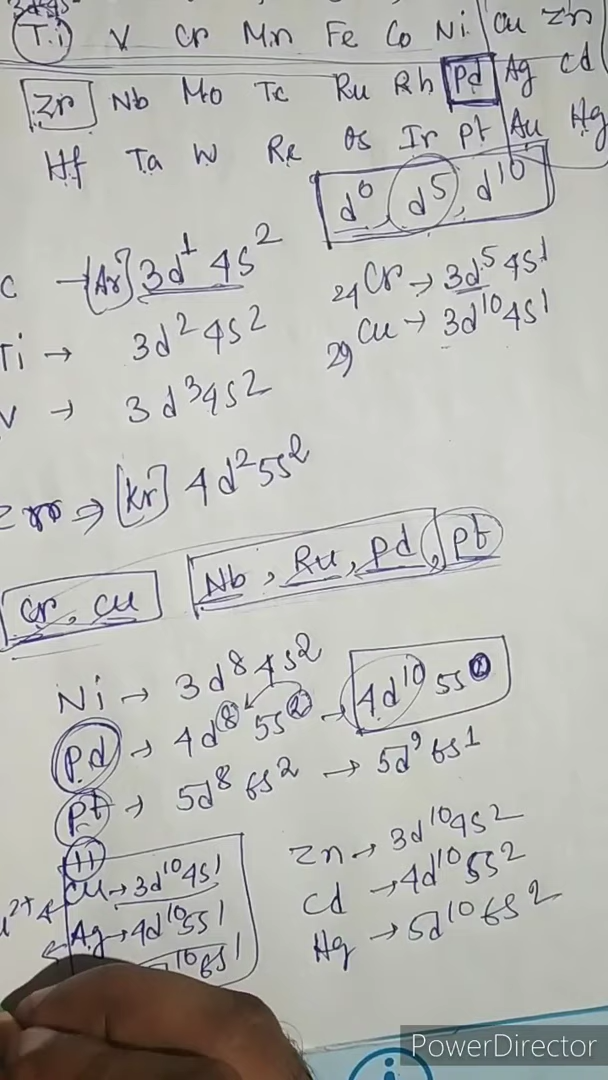 Ti V Cr Mn Fe Co Ni Cu Zn
Zr Nb Mo Tc Ru Rh Pd Ag Cd
Hf Ta W Re Os Ir Pt Au Hg
d⁰, d⁵, d¹⁰
c → [Ar] 3d¹ 4s²
₂₄Cr → 3d⁵ 4s¹
Ti → 3d² 4s²
₂₉Cu → 3d¹⁰ 4s¹
V → 3d³ 4s²
⇒ [Kr] 4d² 5s²
Cr, Cu Nb, Ru, Pd, Pt
Ni → 3d⁸ 4s²
Pd → 4d⁸ 5s² → 4d¹⁰ 5s⁰
Pt → 5d⁸ 6s² → 5d⁹ 6s¹
11
Cu → 3d¹⁰ 4s¹
Zn → 3d¹⁰ 4s²
Ag → 4d¹⁰ 5s¹
Cd → 4d¹⁰ 5s²
¹⁰ 6s¹
Hg → 5d¹⁰ 6s²
PowerDirector